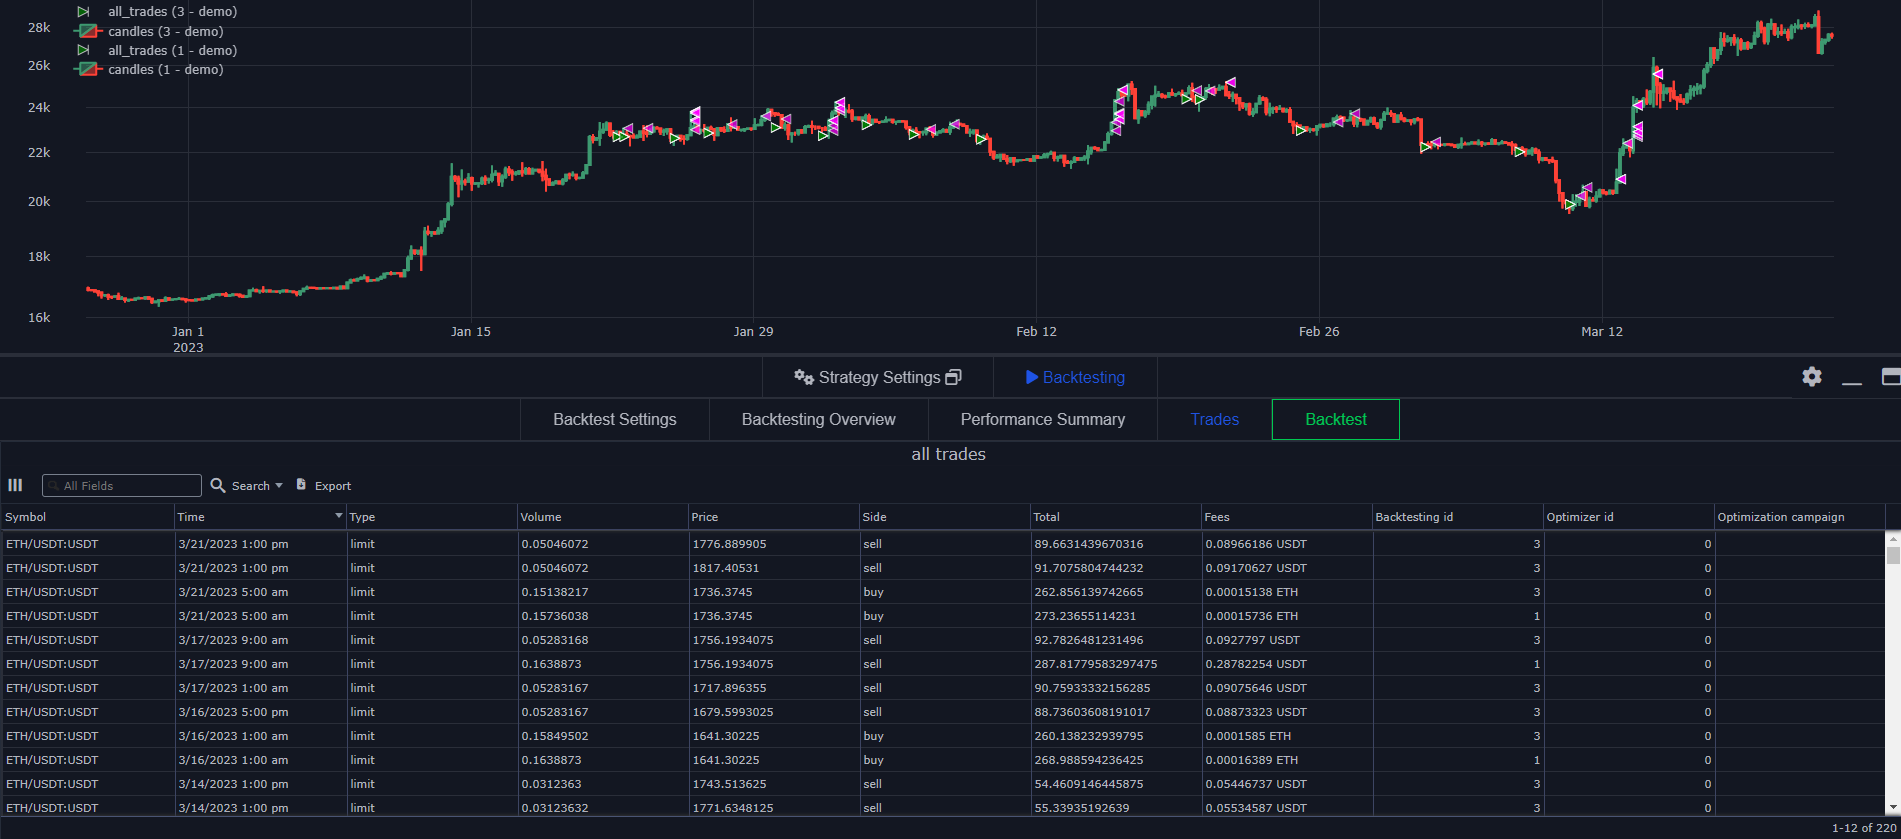 all_trades (3 - demo)
candles (3 - demo)
all_trades (1 - demo)
candles (1 - demo)
28k
26k
24k
22k
20k
18k
16k
Jan 1 Jan 15 Jan 29 Feb 12 Feb 26 Mar 12
2023
Strategy Settings Backtesting
Backtest Settings Backtesting Overview Performance Summary Trades Backtest
all trades
All Fields Search Export
Symbol Time Type Volume Price Side Total Fees Backtesting id Optimizer id Optimization campaign
ETH/USDT:USDT 3/21/2023 1:00 pm limit 0.05046072 1776.889905 sell 89.6631439670316 0.08966186 USDT 3 0
ETH/USDT:USDT 3/21/2023 1:00 pm limit 0.05046072 1817.40531 sell 91.7075804744232 0.09170627 USDT 3 0
ETH/USDT:USDT 3/21/2023 5:00 am limit 0.15138217 1736.3745 buy 262.856139742665 0.00015138 ETH 3 0
ETH/USDT:USDT 3/21/2023 5:00 am limit 0.15736038 1736.3745 buy 273.23655114231 0.00015736 ETH 1 0
ETH/USDT:USDT 3/17/2023 9:00 am limit 0.05283168 1756.1934075 sell 92.7826481231496 0.0927797 USDT 3 0
ETH/USDT:USDT 3/17/2023 9:00 am limit 0.1638873 1756.1934075 sell 287.81779583297475 0.28782254 USDT 1 0
ETH/USDT:USDT 3/17/2023 1:00 am limit 0.05283167 1717.896355 sell 90.75933332156285 0.09075646 USDT 3 0
ETH/USDT:USDT 3/16/2023 5:00 pm limit 0.05283167 1679.5993025 sell 88.73603608191017 0.08873323 USDT 3 0
ETH/USDT:USDT 3/16/2023 1:00 am limit 0.15849502 1641.30225 buy 260.138232939795 0.0001585 ETH 3 0
ETH/USDT:USDT 3/16/2023 1:00 am limit 0.1638873 1641.30225 buy 268.988594236425 0.00016389 ETH 1 0
ETH/USDT:USDT 3/14/2023 1:00 pm limit 0.0312363 1743.513625 sell 54.4609146445875 0.05446737 USDT 3 0
ETH/USDT:USDT 3/14/2023 1:00 pm limit 0.03123632 1771.6348125 sell 55.33935192639 0.05534587 USDT 3 0
1-12 of 220